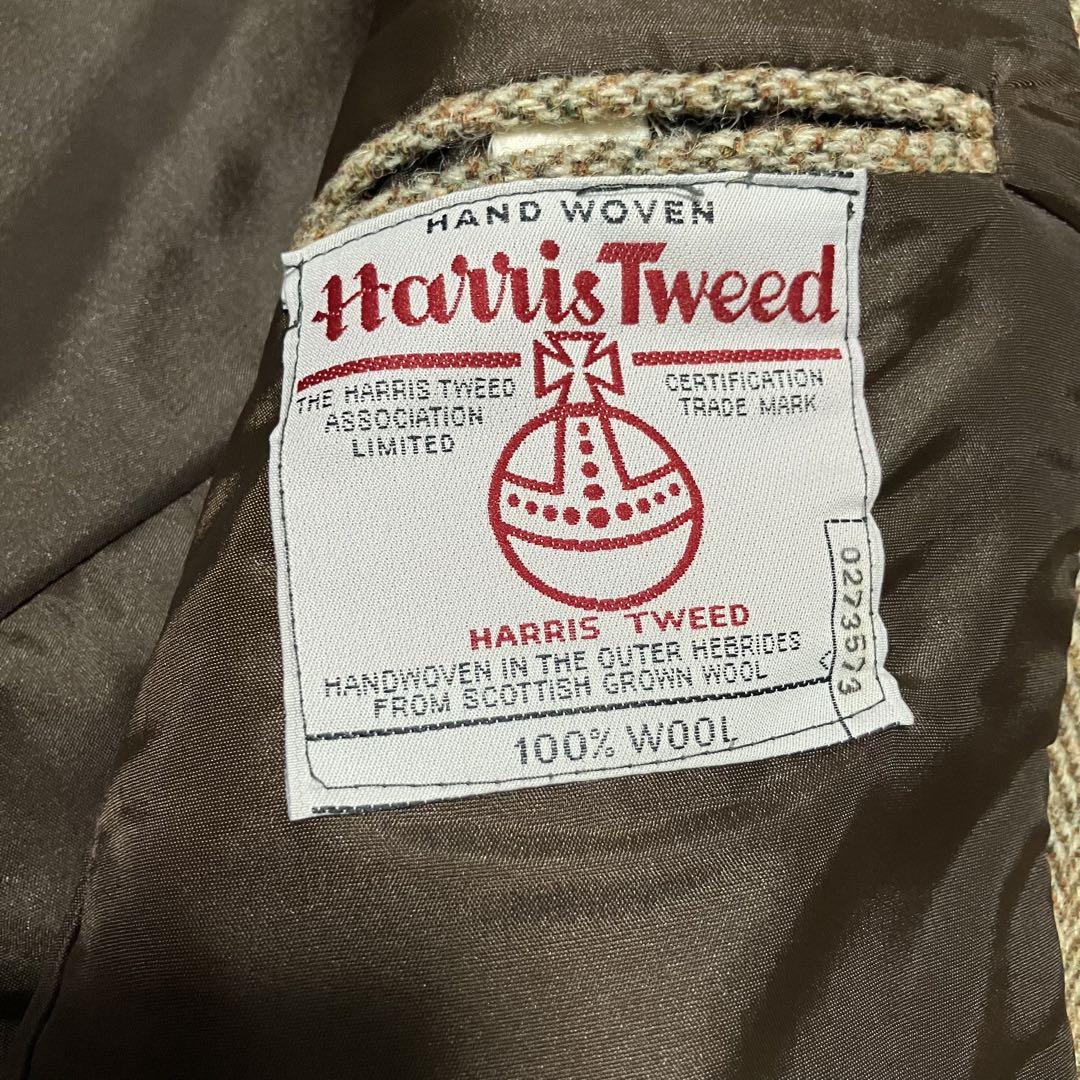 HAND WOVEN
Harris Tweed
THE HARRIS TWEED
ASSOCIATION
LIMITED
CERTIFICATION
TRADE MARK
HARRIS TWEED
HANDWOVEN IN THE OUTER HEBRIDES
FROM SCOTTISH GROWN WOOL
100% WOOL
0273573